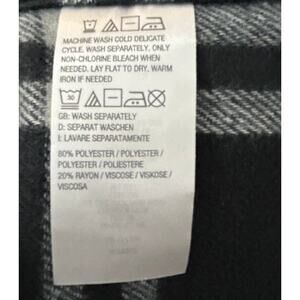 MACHINE WASH COLD DELICATE
CYCLE. WASH SEPARATELY, ONLY
NON-CHLORINE BLEACH WHEN
NEEDED. LAY FLAT TO DRY, WARM
IRON IF NEEDED
30
GB: WASH SEPARATELY
D: SEPARAT WASCHEN
I: LAVARE SEPARATAMENTE
80% POLYESTER / POLYESTER /
POLYESTER / POLIESTERE
20% RAYON / VISCOSE / VISKOSE /
VISCOSA